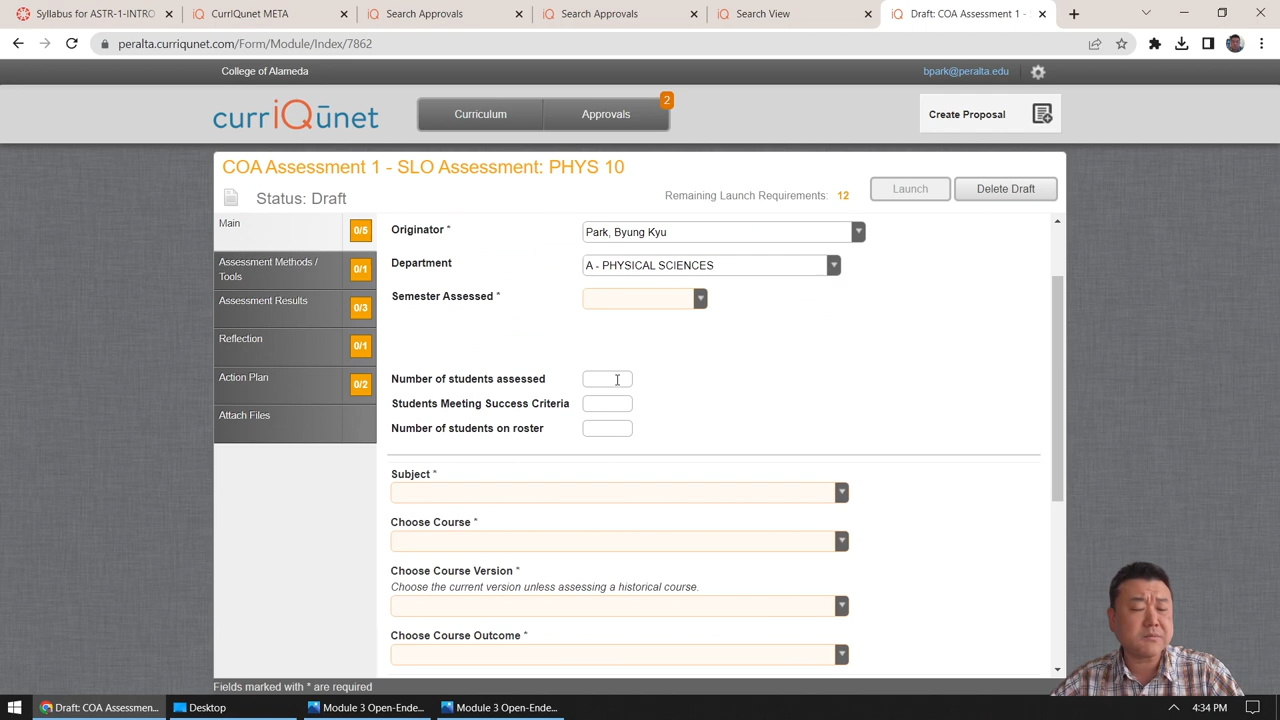 Syllabus for ASTR-1-INTRO
CurrIQunet META
Search Approvals
Search Approvals
Search View
Draft: COA Assessment 1 -
peralta.curriqunet.com/Form/Module/Index/7862
College of Alameda
bpark@peralta.edu
currIQūnet
Curriculum
Approvals
2
Create Proposal
COA Assessment 1 - SLO Assessment: PHYS 10
Status: Draft
Remaining Launch Requirements: 12
Launch
Delete Draft
Main
0/5
Assessment Methods /
Tools
0/1
Assessment Results
0/3
Reflection
0/1
Action Plan
0/2
Attach Files
Originator *
Park, Byung Kyu
Department
A - PHYSICAL SCIENCES
Semester Assessed *
Number of students assessed
Students Meeting Success Criteria
Number of students on roster
Subject *
Choose Course *
Choose Course Version *
Choose the current version unless assessing a historical course.
Choose Course Outcome *
Fields marked with * are required
Draft: COA Assessmen...
Desktop
Module 3 Open-Ende...
Module 3 Open-Ende...
4:34 PM